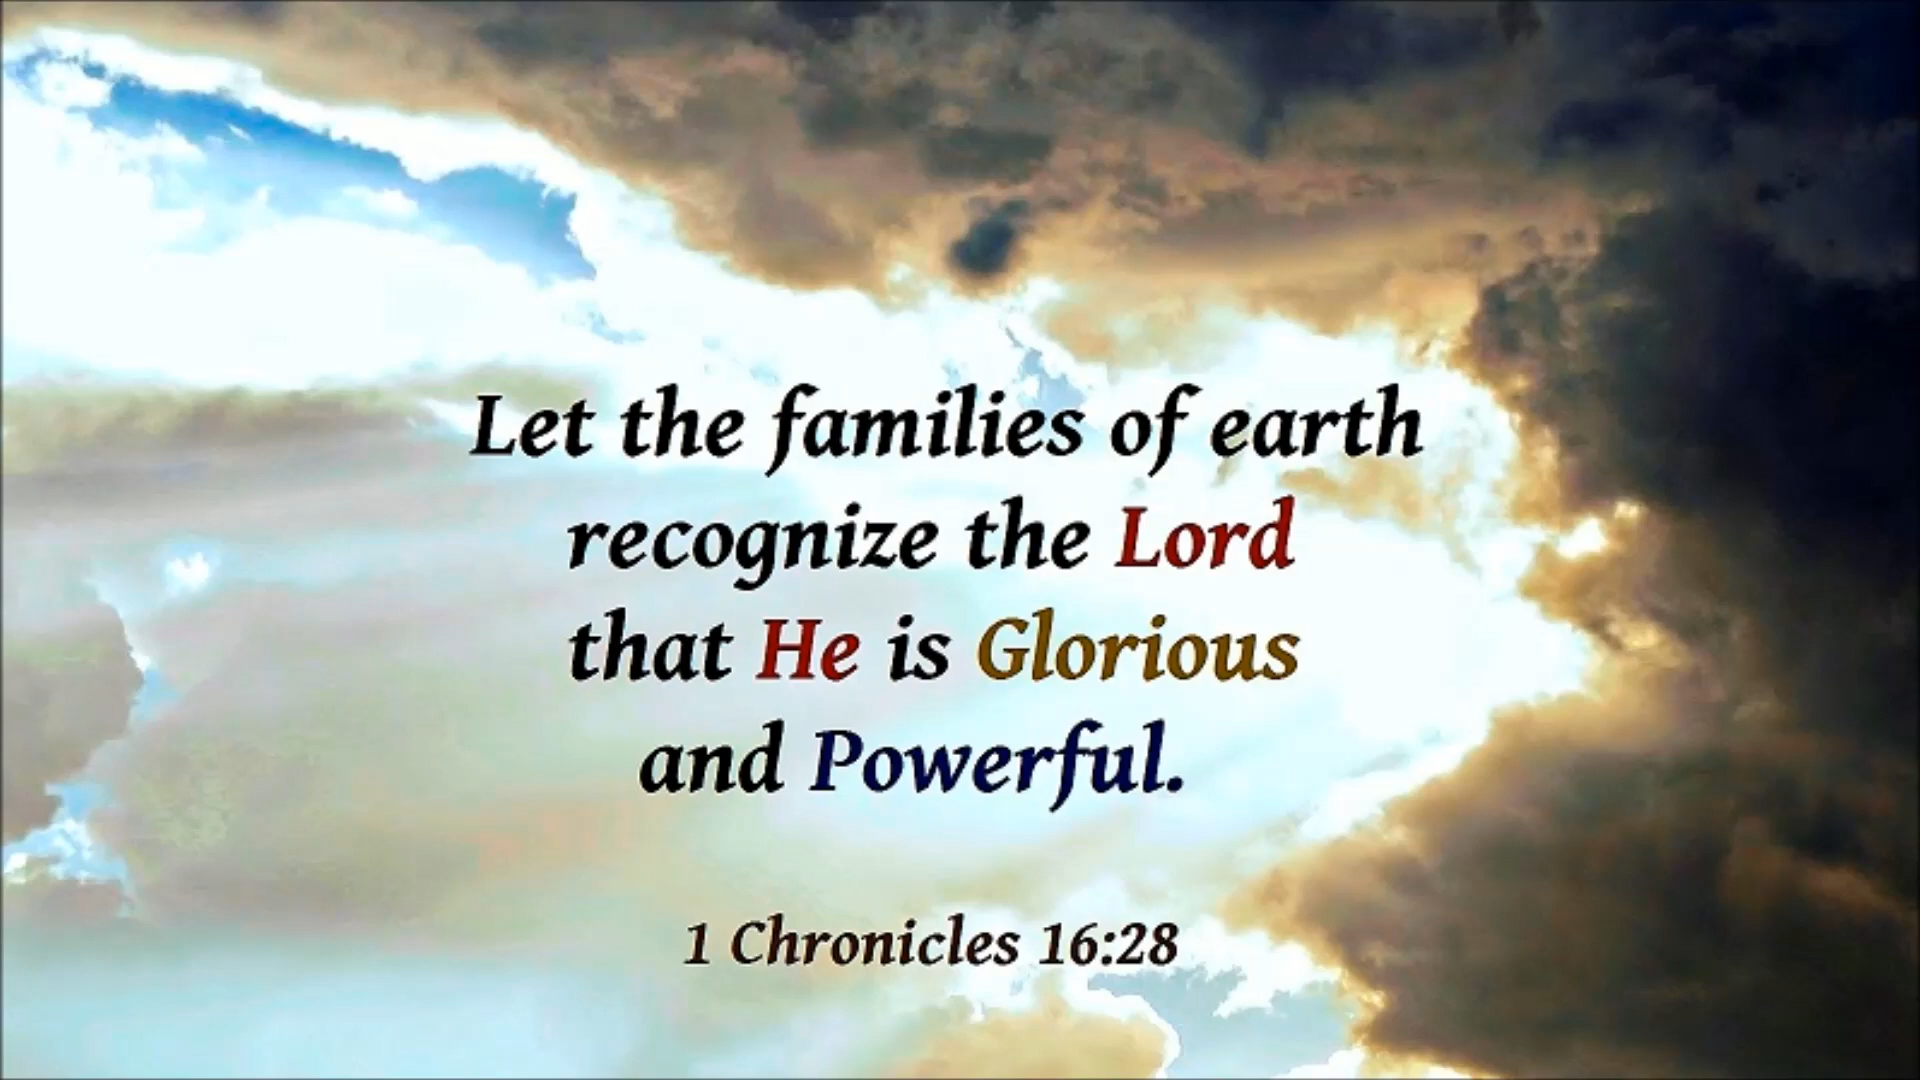 Let the families of earth
recognize the Lord
that He is Glorious
and Powerful.
1 Chronicles 16:28